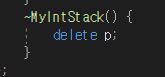 ~MyIntStack() {
delete p;
}
;